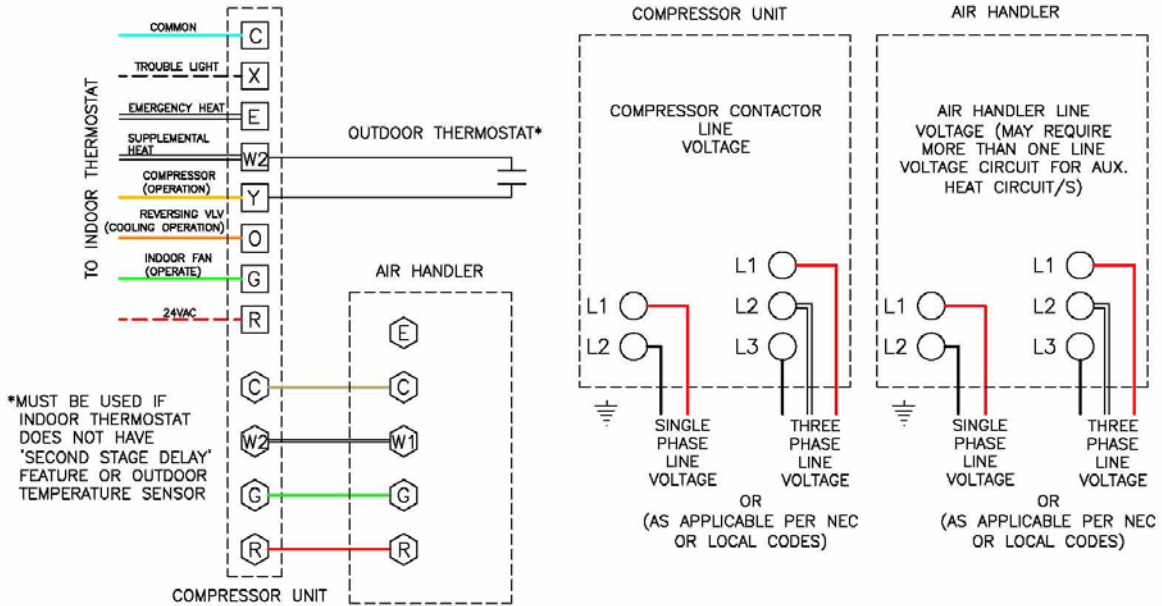 COMMON
C
TROUBLE LIGHT
X
EMERGENCY HEAT
E
SUPPLEMENTAL
HEAT
W2
COMPRESSOR
(OPERATION)
Y
REVERSING VLV
(COOLING OPERATION)
O
INDOOR FAN
(OPERATE)
G
24VAC
R
TO INDOOR THERMOSTAT
OUTDOOR THERMOSTAT*
AIR HANDLER
E
C
C
W2
W1
G
G
R
R
COMPRESSOR UNIT
*MUST BE USED IF
INDOOR THERMOSTAT
DOES NOT HAVE
'SECOND STAGE DELAY'
FEATURE OR OUTDOOR
TEMPERATURE SENSOR
COMPRESSOR UNIT
COMPRESSOR CONTACTOR
LINE
VOLTAGE
L1
L2
L1
L2
L3
SINGLE
PHASE
LINE
VOLTAGE
THREE
PHASE
LINE
VOLTAGE
OR
(AS APPLICABLE PER NEC
OR LOCAL CODES)
AIR HANDLER
AIR HANDLER LINE
VOLTAGE (MAY REQUIRE
MORE THAN ONE LINE
VOLTAGE CIRCUIT FOR AUX.
HEAT CIRCUIT/S)
L1
L2
L1
L2
L3
SINGLE
PHASE
LINE
VOLTAGE
THREE
PHASE
LINE
VOLTAGE
OR
(AS APPLICABLE PER NEC
OR LOCAL CODES)